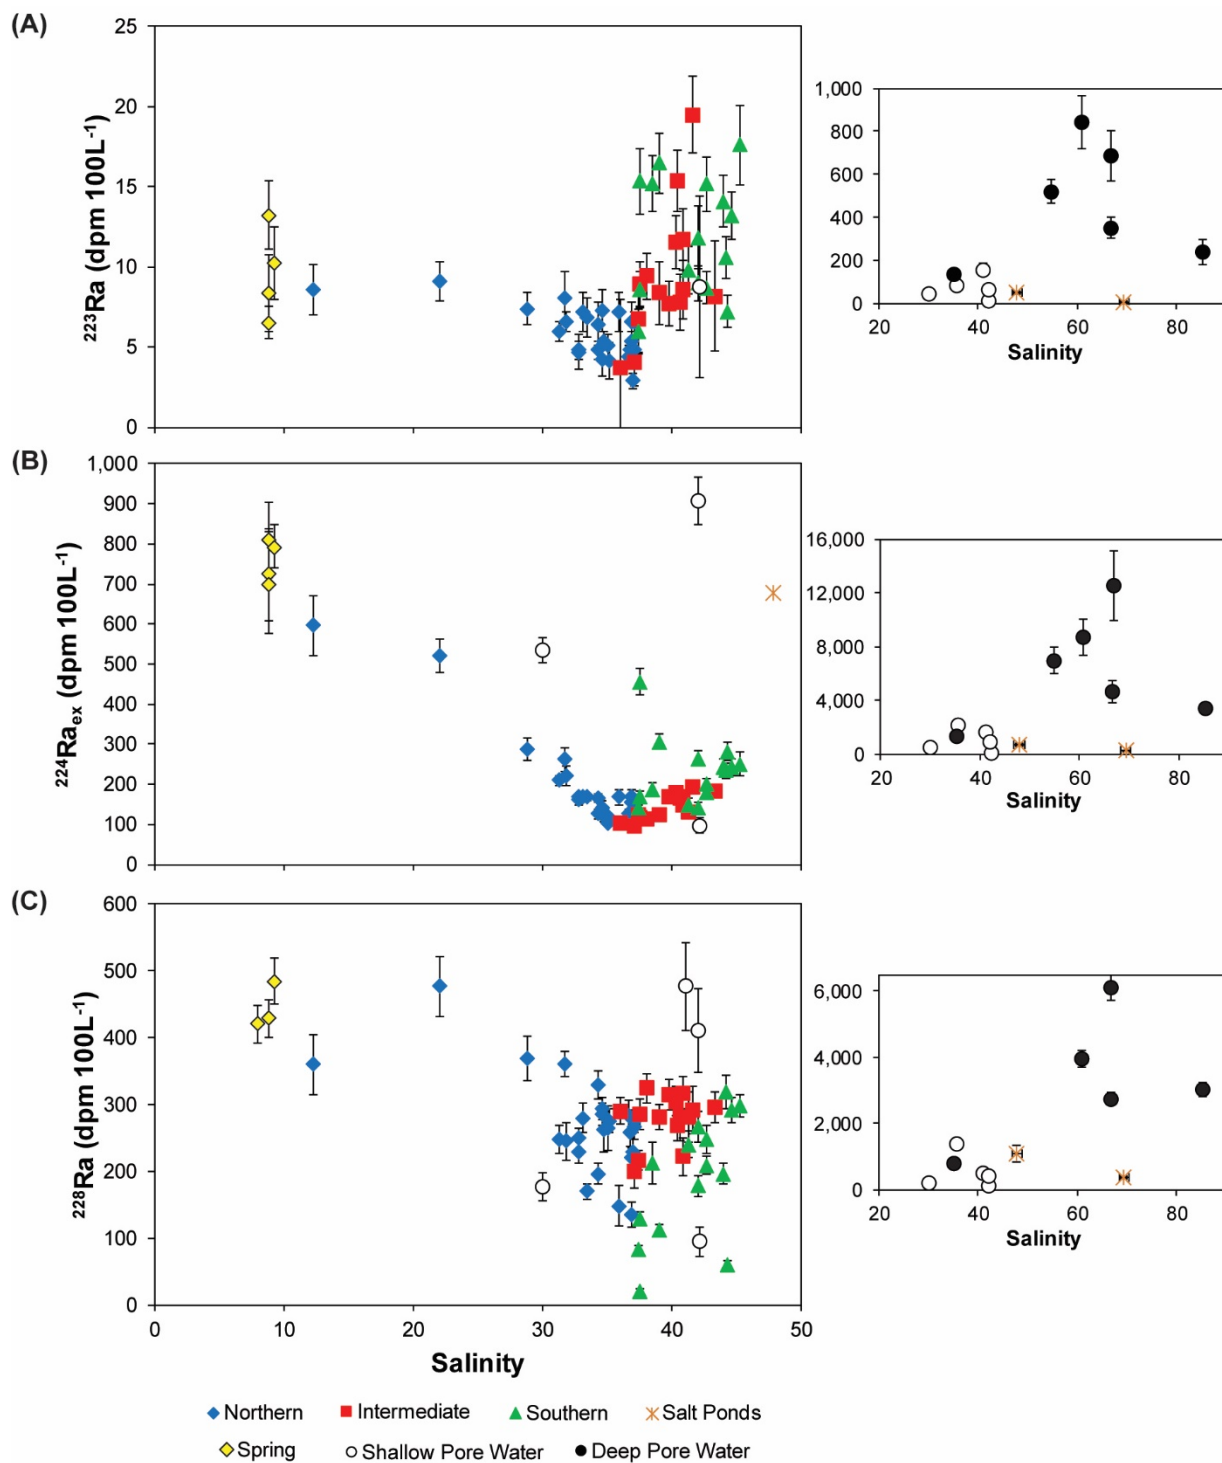 (A)
25
20
15
10
5
0
²²³Ra (dpm 100L⁻¹)
1,000
800
600
400
200
0
20 40 60 80
Salinity
(B)
1,000
900
800
700
600
500
400
300
200
100
0
²²⁴Raₑₓ (dpm 100L⁻¹)
16,000
12,000
8,000
4,000
0
20 40 60 80
(C)
600
500
400
300
200
100
0
²²⁸Ra (dpm 100L⁻¹)
0 10 20 30 40 50
Salinity
6,000
4,000
2,000
0
20 40 60 80
Salinity
Northern Intermediate Southern Salt Ponds
Spring Shallow Pore Water Deep Pore Water